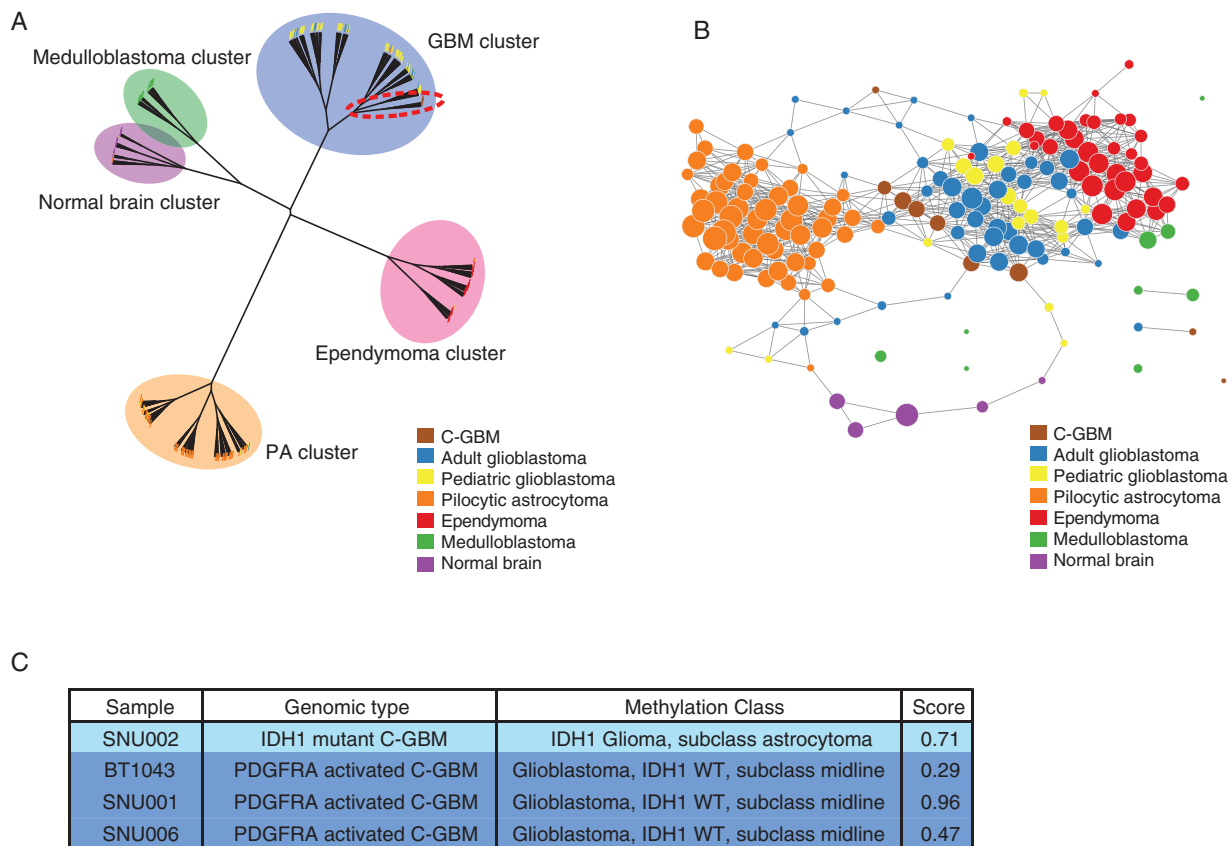 A
GBM cluster
Medulloblastoma cluster
Normal brain cluster
Ependymoma cluster
PA cluster
C-GBM
Adult glioblastoma
Pediatric glioblastoma
Pilocytic astrocytoma
Ependymoma
Medulloblastoma
Normal brain
B
C-GBM
Adult glioblastoma
Pediatric glioblastoma
Pilocytic astrocytoma
Ependymoma
Medulloblastoma
Normal brain
C
Sample Genomic type Methylation Class Score
SNU002 IDH1 mutant C-GBM IDH1 Glioma, subclass astrocytoma 0.71
BT1043 PDGFRA activated C-GBM Glioblastoma, IDH1 WT, subclass midline 0.29
SNU001 PDGFRA activated C-GBM Glioblastoma, IDH1 WT, subclass midline 0.96
SNU006 PDGFRA activated C-GBM Glioblastoma, IDH1 WT, subclass midline 0.47